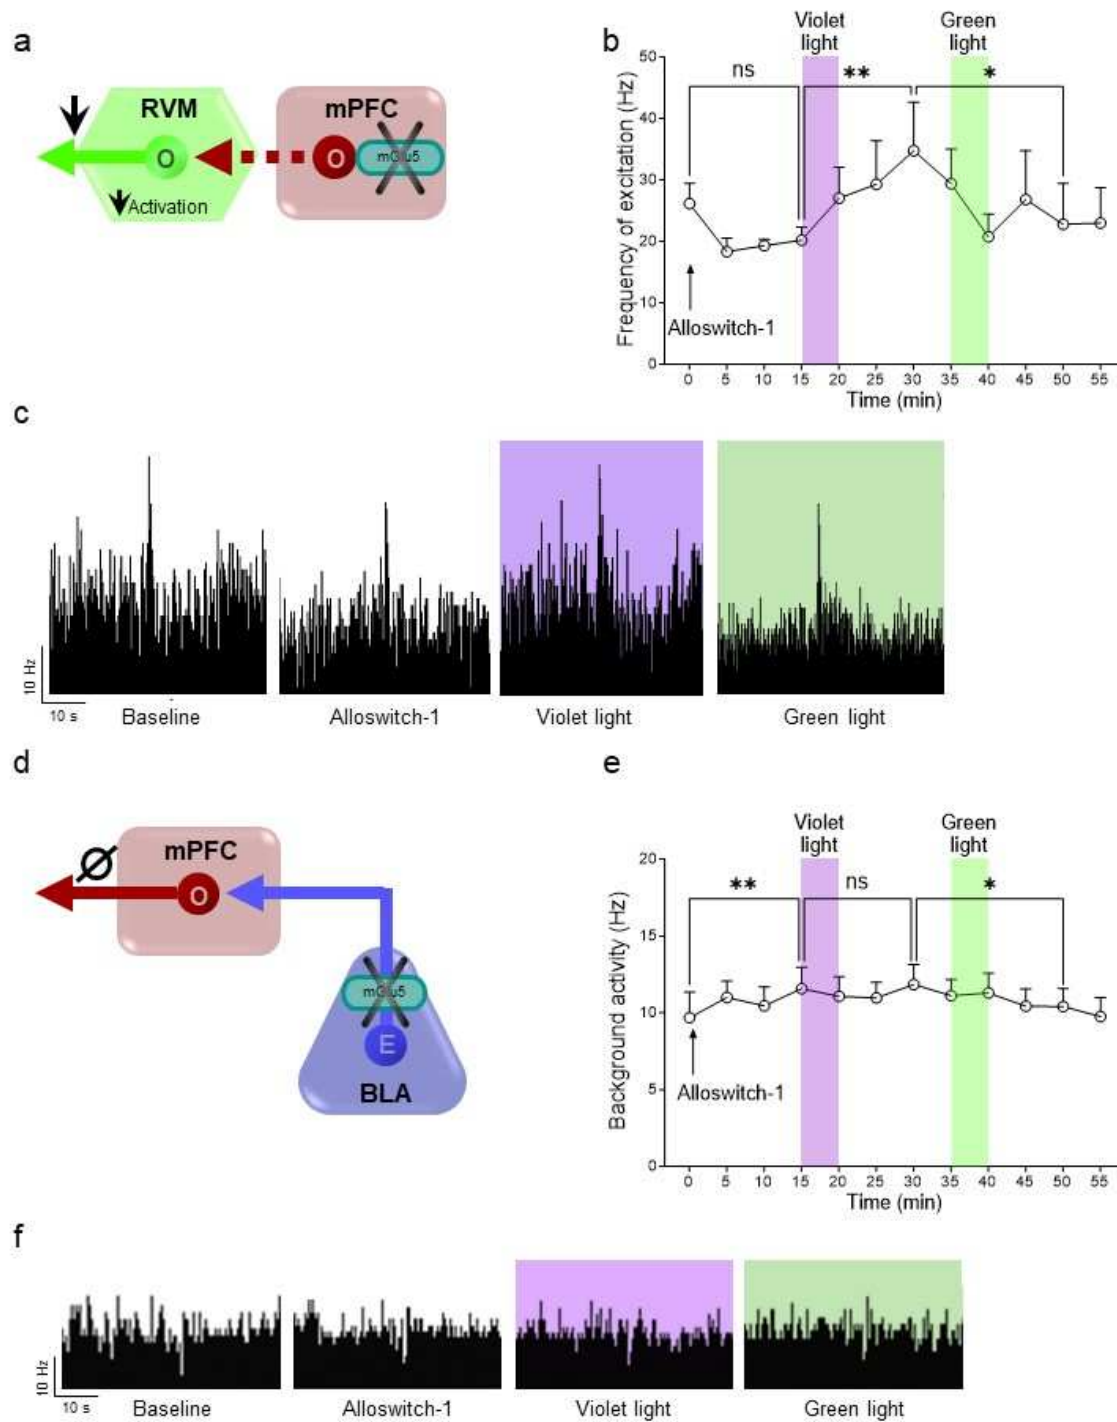 a
RVM
mPFC
O
O
mGlu5
Activation
b
Violet
light
Green
light
ns
**
*
Frequency of excitation (Hz)
50
40
30
20
10
0
Alloswitch-1
0 5 10 15 20 25 30 35 40 45 50 55
Time (min)
c
10 Hz
10 s
Baseline
Alloswitch-1
Violet light
Green light
d
mPFC
O
mGlu5
E
BLA
e
Violet
light
Green
light
**
ns
*
Background activity (Hz)
20
15
10
5
0
Alloswitch-1
0 5 10 15 20 25 30 35 40 45 50 55
Time (min)
f
10 Hz
10 s
Baseline
Alloswitch-1
Violet light
Green light